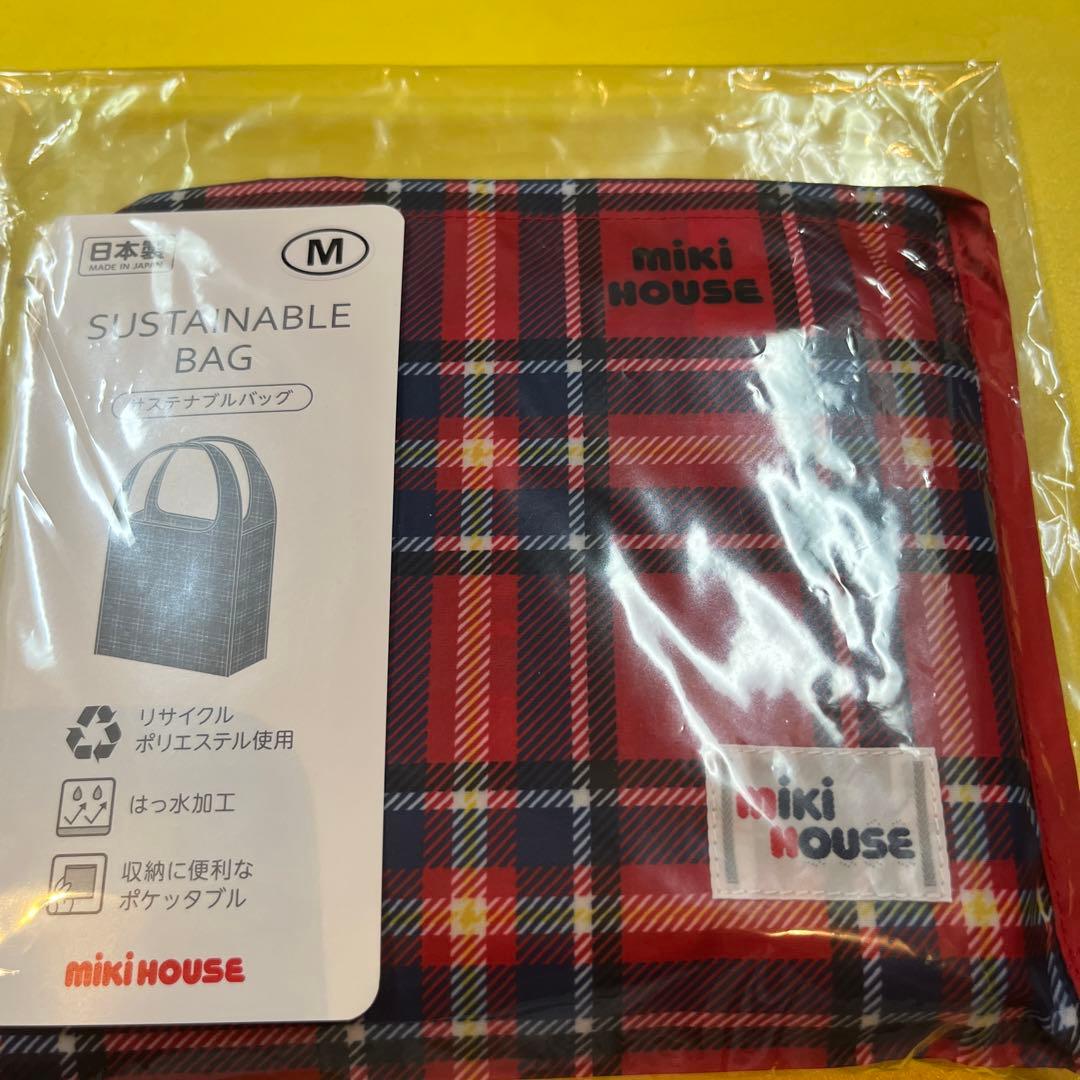 日本製
MADE IN JAPAN
M
SUSTAINABLE
BAG
サステナブルバッグ
リサイクル
ポリエステル使用
はっ水加工
収納に便利な
ポケッタブル
miki HOUSE
miki
HOUSE
miki
HOUSE